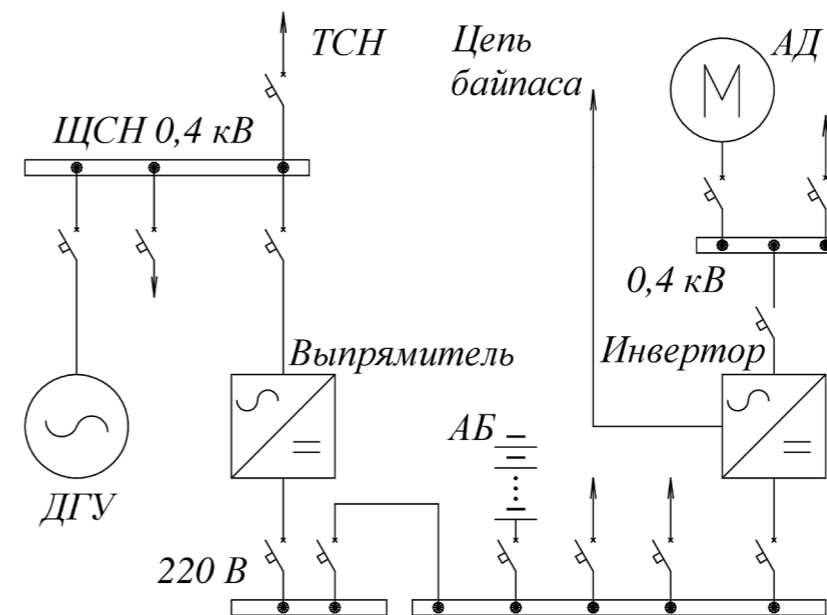 ТСН
Цепь
байпаса
АД
М
ЩСН 0,4 кВ
0,4 кВ
Выпрямитель
Инвертор
АБ
ДГУ
220 В